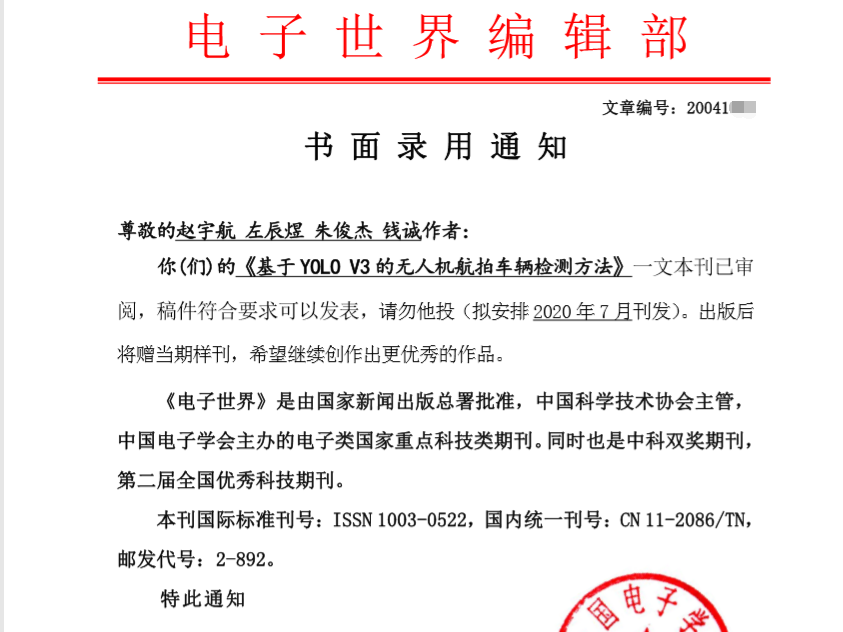 电子世界编辑部
文章编号：20041
书面录用通知
尊敬的赵宇航 左辰煜 朱俊杰 钱诚作者：
你(们)的《基于 YOLO V3 的无人机航拍车辆检测方法》一文本刊已审
阅，稿件符合要求可以发表，请勿他投（拟安排 2020 年 7 月刊发）。出版后
将赠当期样刊，希望继续创作出更优秀的作品。
《电子世界》是由国家新闻出版总署批准，中国科学技术协会主管，
中国电子学会主办的电子类国家重点科技类期刊。同时也是中科双奖期刊，
第二届全国优秀科技期刊。
本刊国际标准刊号：ISSN 1003-0522，国内统一刊号：CN 11-2086/TN，
邮发代号：2-892。
特此通知
国电子学